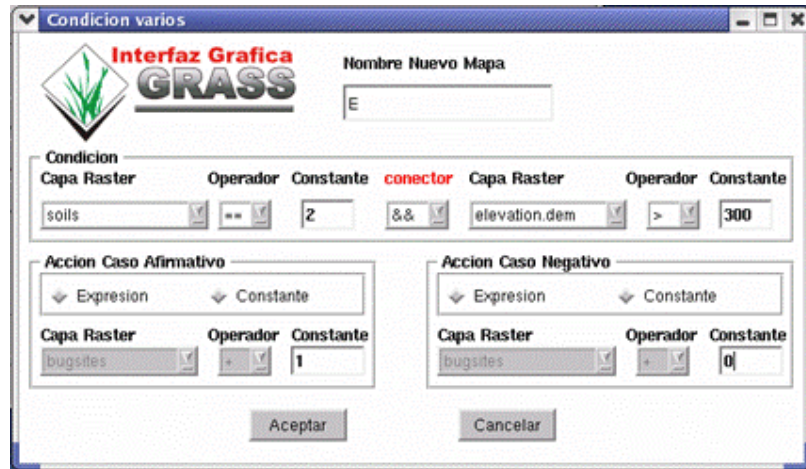 Condicion varios
Interfaz Grafica
GRASS
Nombre Nuevo Mapa
E
Condicion
Capa Raster Operador Constante conector Capa Raster Operador Constante
soils == 2 && elevation.dem > 300
Accion Caso Afirmativo
Expresion Constante
Capa Raster Operador Constante
bugsites + 1
Accion Caso Negativo
Expresion Constante
Capa Raster Operador Constante
bugsites + 0
Aceptar Cancelar